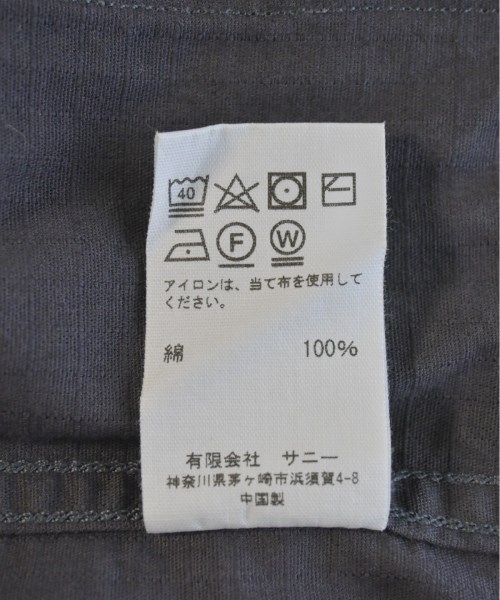 40
F W
アイロンは、当て布を使用して
ください。
綿 100%
有限会社 サニー
神奈川県茅ヶ崎市浜須賀4-8
中国製